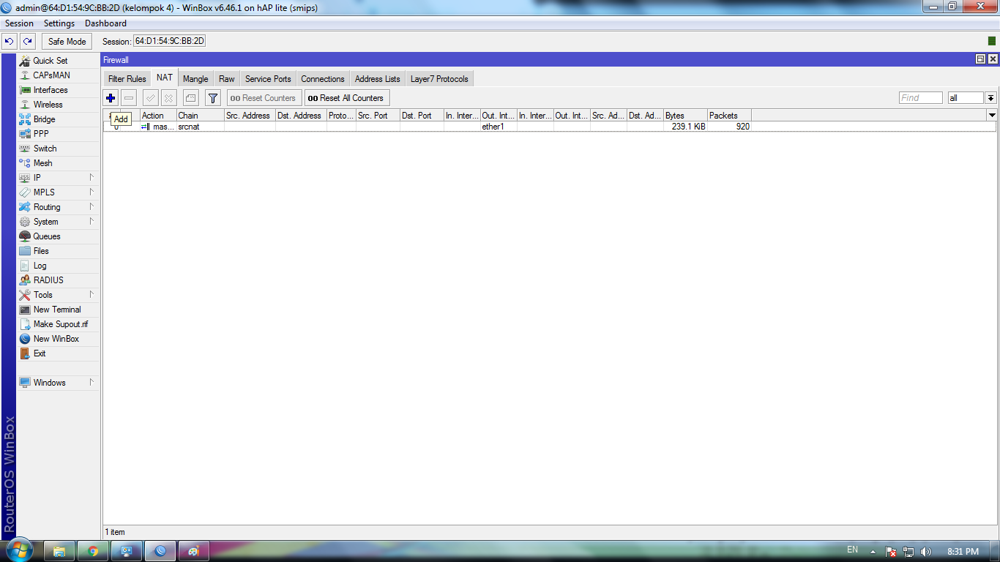 admin@64:D1:54:9C:BB:2D (kelompok 4) - WinBox v6.46.1 on hAP lite (smips)
Session Settings Dashboard
Safe Mode Session: 64:D1:54:9C:BB:2D
Firewall
Filter Rules NAT Mangle Raw Service Ports Connections Address Lists Layer7 Protocols
00 Reset Counters 00 Reset All Counters Find all
Action Chain Src. Address Dst. Address Proto... Src. Port Dst. Port In. Inter... Out. Int... In. Inter... Out. Int... Src. Ad... Dst. Ad... Bytes Packets
Add
0 mas... srcnat ether1 239.1 KiB 920
Quick Set
CAPsMAN
Interfaces
Wireless
Bridge
PPP
Switch
Mesh
255 IP
MPLS
Routing
System
Queues
Files
Log
RADIUS
Tools
New Terminal
Make Supout.rif
New WinBox
Exit
Windows
RouterOS WinBox
1 item
EN 8:31 PM